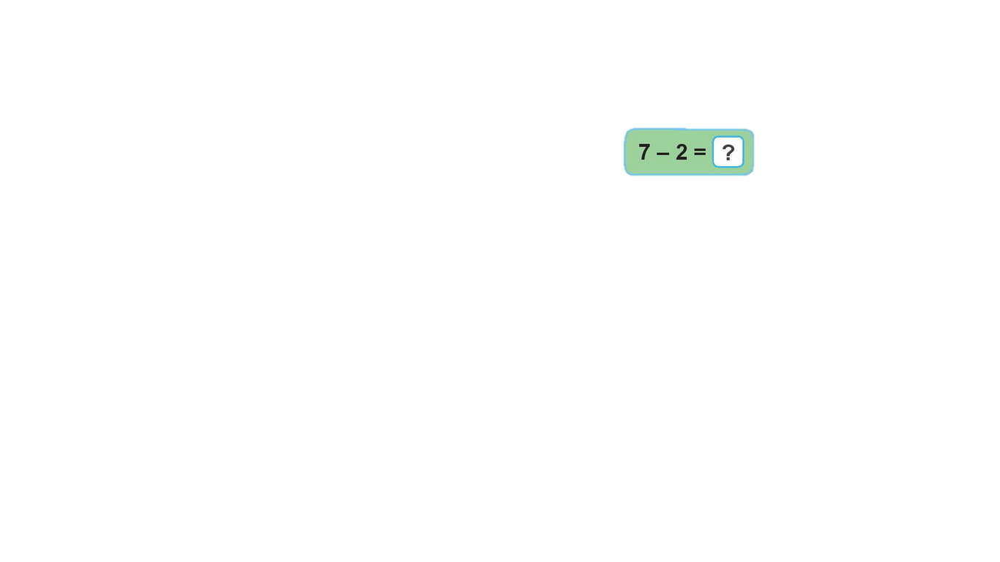 7 – 2 = ?